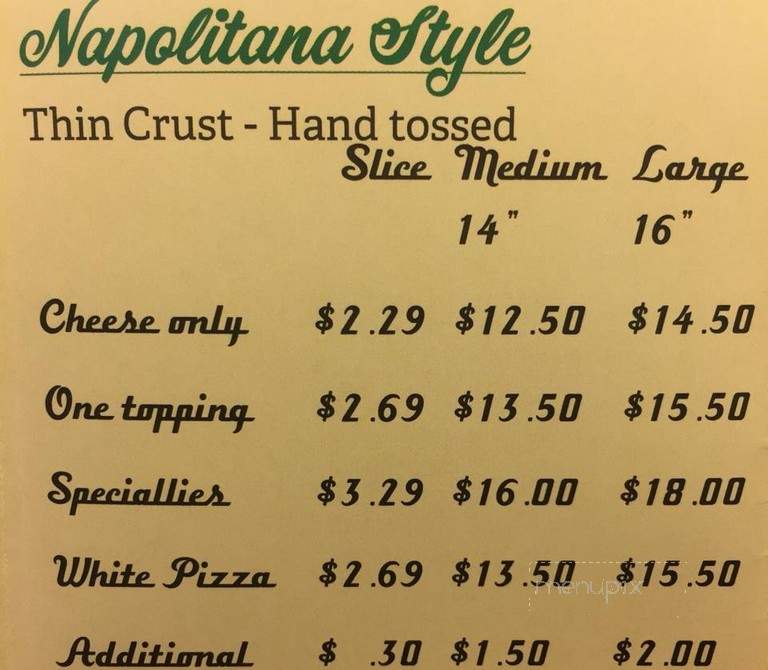 Napolitana Style
Thin Crust - Hand tossed
Slice Medium Large
14" 16"
Cheese only $2.29 $12.50 $14.50
One topping $2.69 $13.50 $15.50
Speciallies $3.29 $16.00 $18.00
White Pizza $2.69 $13.50 $15.50
menupix
Additional $ .30 $1.50 $2.00